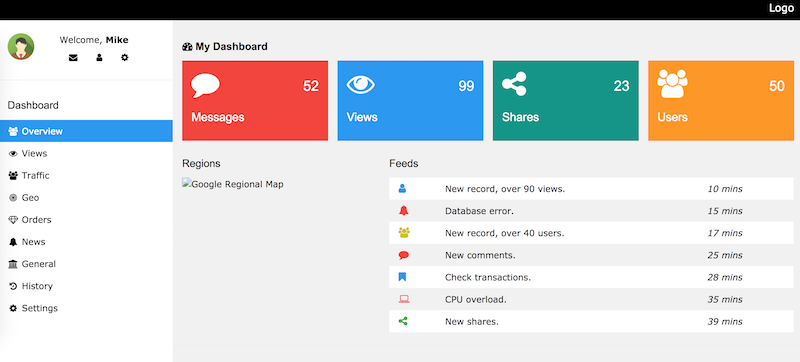 Logo
Welcome, Mike
Dashboard
Overview
Views
Traffic
Geo
Orders
News
General
History
Settings
My Dashboard
52
Messages
99
Views
23
Shares
50
Users
Regions
Google Regional Map
Feeds
New record, over 90 views. 10 mins
Database error. 15 mins
New record, over 40 users. 17 mins
New comments. 25 mins
Check transactions. 28 mins
CPU overload. 35 mins
New shares. 39 mins